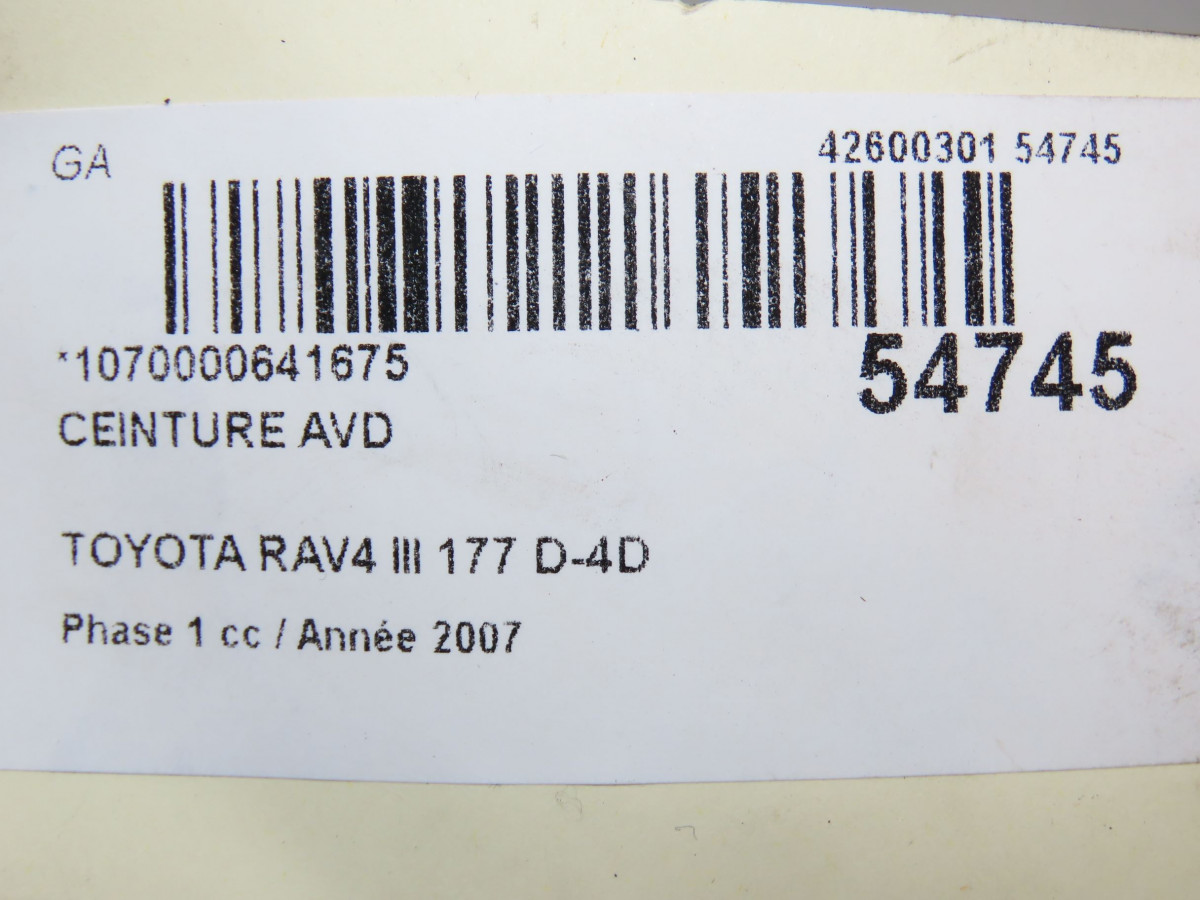 GA
42600301 54745
*1070000641675
54745
CEINTURE AVD
TOYOTA RAV4 III 177 D-4D
Phase 1 cc / Année 2007